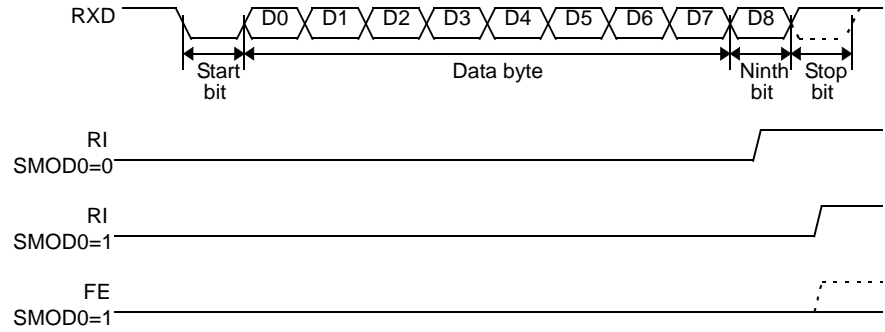 RXD D0 D1 D2 D3 D4 D5 D6 D7 D8
Start bit
Data byte
Ninth bit
Stop bit
RI
SMOD0=0
RI
SMOD0=1
FE
SMOD0=1